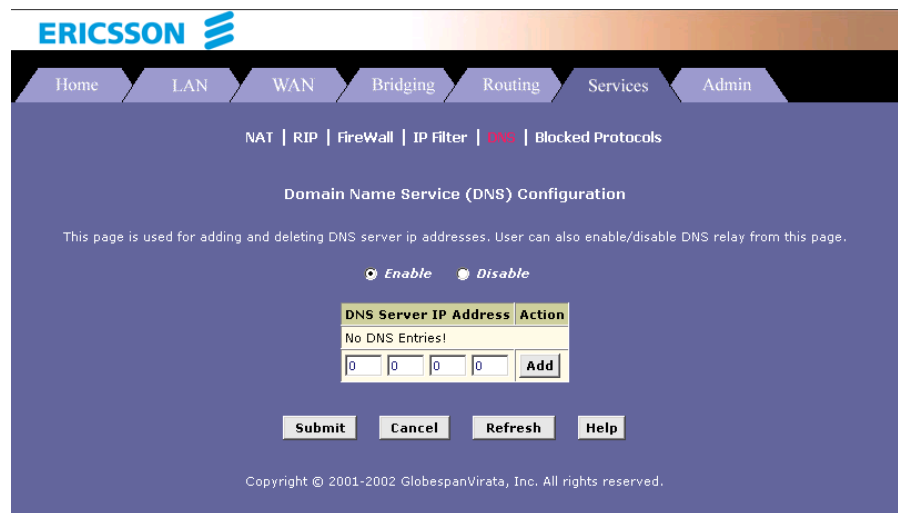 ERICSSON
Home LAN WAN Bridging Routing Services Admin
NAT | RIP | FireWall | IP Filter | DNS | Blocked Protocols
Domain Name Service (DNS) Configuration
This page is used for adding and deleting DNS server ip addresses. User can also enable/disable DNS relay from this page.
Enable Disable
DNS Server IP Address Action
No DNS Entries!
0 0 0 0 Add
Submit Cancel Refresh Help
Copyright © 2001-2002 GlobespanVirata, Inc. All rights reserved.